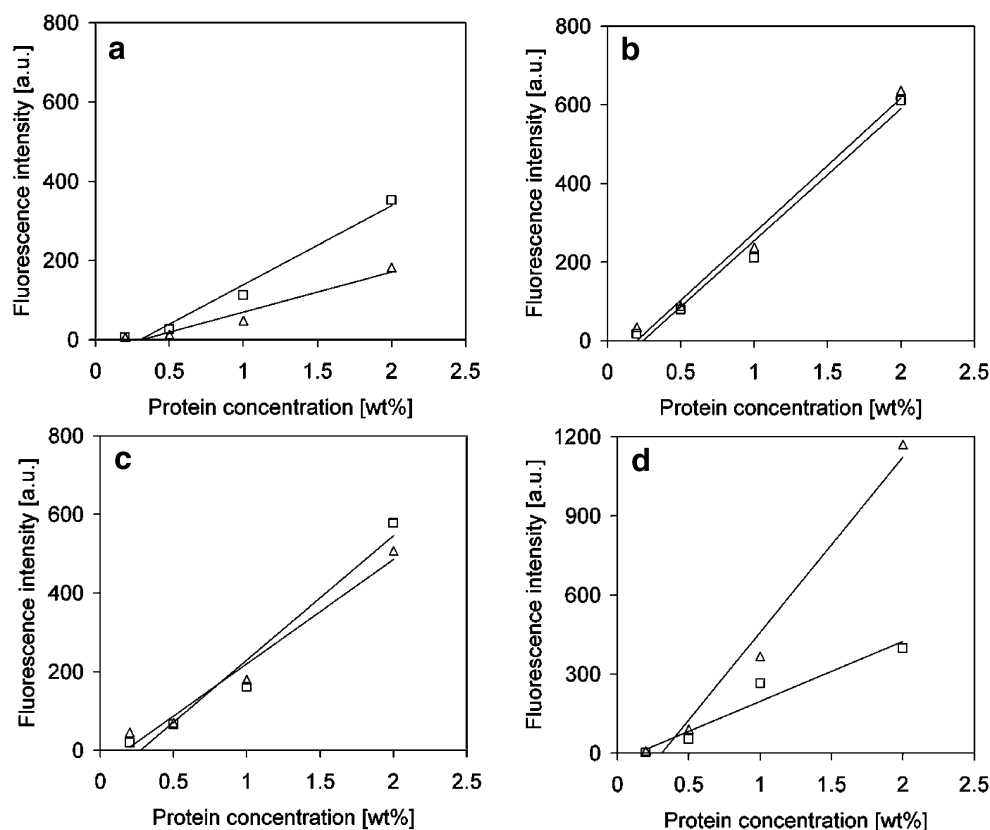 a
800
600
400
200
0
Fluorescence intensity [a.u.]
0 0.5 1 1.5 2 2.5
Protein concentration [wt%]
b
800
600
400
200
0
Fluorescence intensity [a.u.]
0 0.5 1 1.5 2 2.5
Protein concentration [wt%]
c
800
600
400
200
0
Fluorescence intensity [a.u.]
0 0.5 1 1.5 2 2.5
Protein concentration [wt%]
d
1200
900
600
300
0
Fluorescence intensity [a.u.]
0 0.5 1 1.5 2 2.5
Protein concentration [wt%]